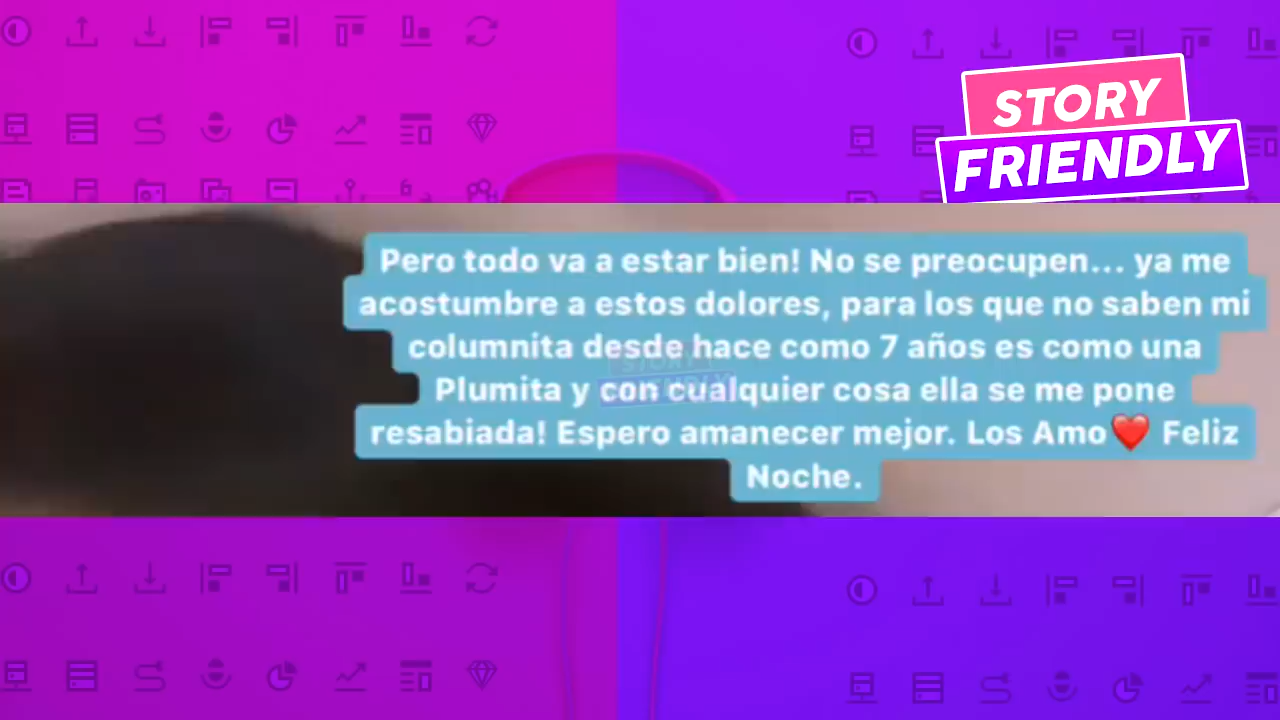 STORY
FRIENDLY
Pero todo va a estar bien! No se preocupen... ya me
acostumbre a estos dolores, para los que no saben mi
columnita desde hace como 7 años es como una
Plumita y con cualquier cosa ella se me pone
resabiada! Espero amanecer mejor. Los Amo❤️ Feliz
Noche.
STORY
FRIENDLY